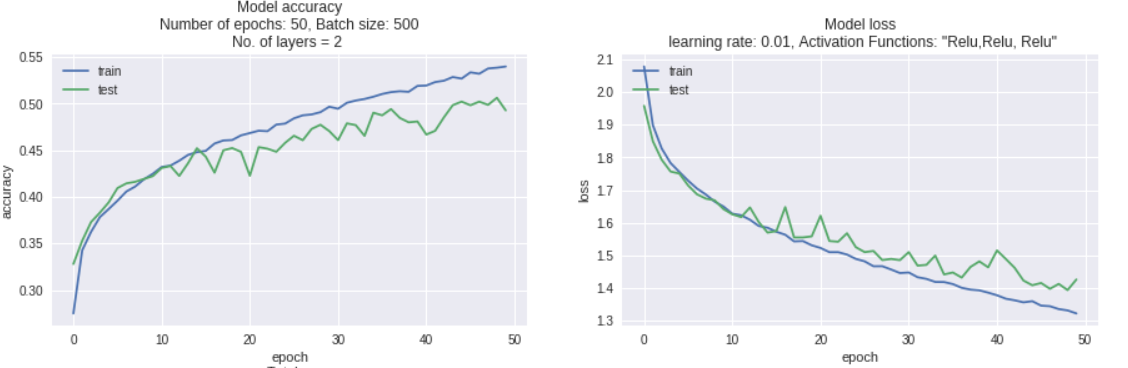 Model accuracy
Number of epochs: 50, Batch size: 500
No. of layers = 2
0.55
0.50
0.45
0.40
0.35
0.30
accuracy
train
test
0 10 20 30 40 50
epoch
Model loss
learning rate: 0.01, Activation Functions: "Relu,Relu, Relu"
2.1
2.0
1.9
1.8
1.7
1.6
1.5
1.4
1.3
loss
train
test
0 10 20 30 40 50
epoch